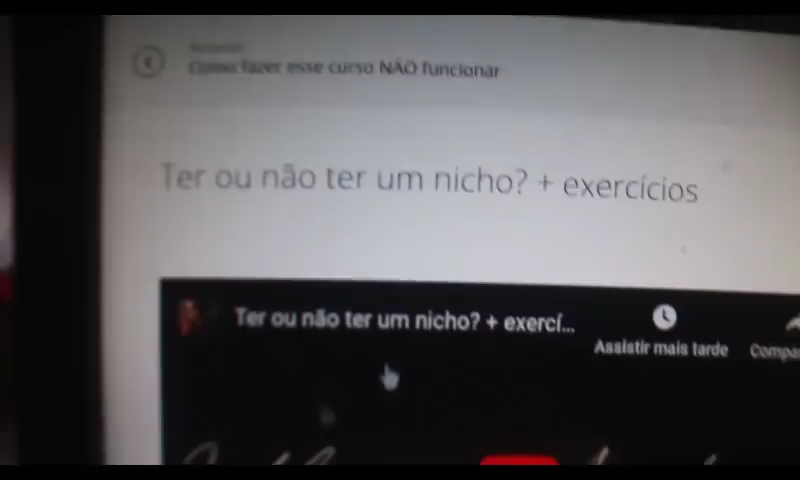 Como fazer esse curso NÃO funcionar
Ter ou não ter um nicho? + exercícios
Ter ou não ter um nicho? + exercí...
Assistir mais tarde